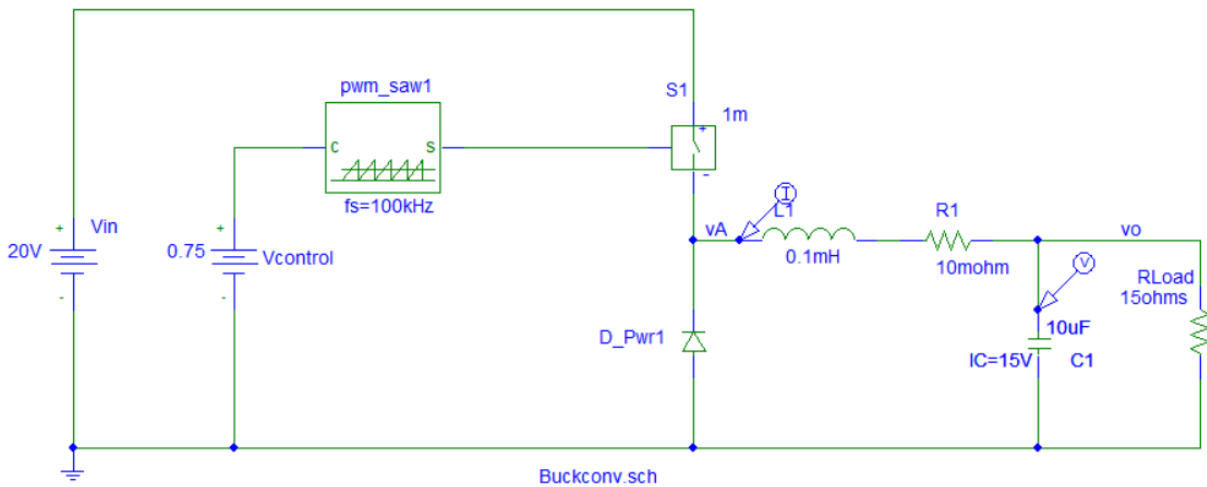 pwm_saw1
C
S
fs=100kHz
S1
1m
+
-
+
Vin
20V
-
+
0.75
Vcontrol
-
vA
I
L1
0.1mH
R1
10mohm
vo
V
RLoad
15ohms
D_Pwr1
10uF
IC=15V
C1
Buckconv.sch